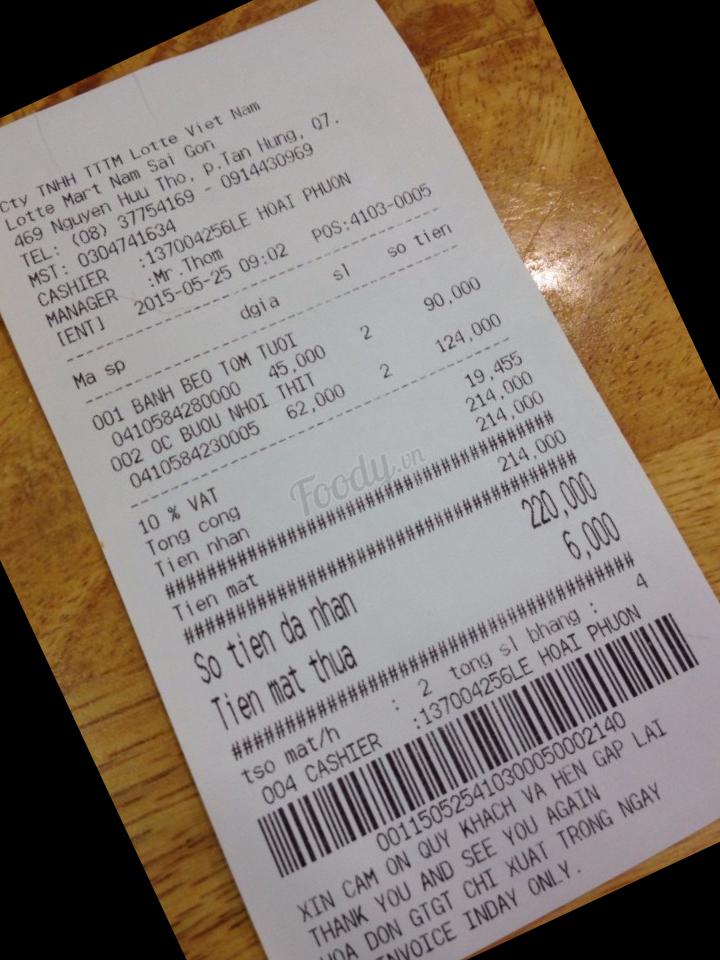 Cty TNHH TTTM Lotte Viet Nam
Lotte Mart Nam Sai Gon
469 Nguyen Huu Tho, p.Tan Hung, Q7.
TEL: (08) 37754169 - 0914430969
MST: 0304741634
CASHIER :137004256LE HOAI PHUON
MANAGER :Mr Thom
[ENT] 2015-05-25 09:02 POS:4103-0005
--------------------------------
Ma sp dgia sl so tien
--------------------------------
001 BANH BEO TOM TUOI
0410584280000 45,000 2 90,000
002 OC BUOU NHOI THIT
0410584230005 62,000 2 124,000
--------------------------------
10 % VAT 19,455
Tong cong 214,000
Tien nhan 214,000
########################################
Tien mat 214,000
########################################
So tien da nhan 220,000
Tien mat thua 6,000
########################################
tso mat/h : 2 tong sl bhang : 4
004 CASHIER :137004256LE HOAI PHUON
001150525410300050002140
XIN CAM ON QUY KHACH VA HEN GAP LAI
THANK YOU AND SEE YOU AGAIN
HOA DON GTGT CHI XUAT TRONG NGAY
INVOICE INDAY ONLY.
Foody.vn